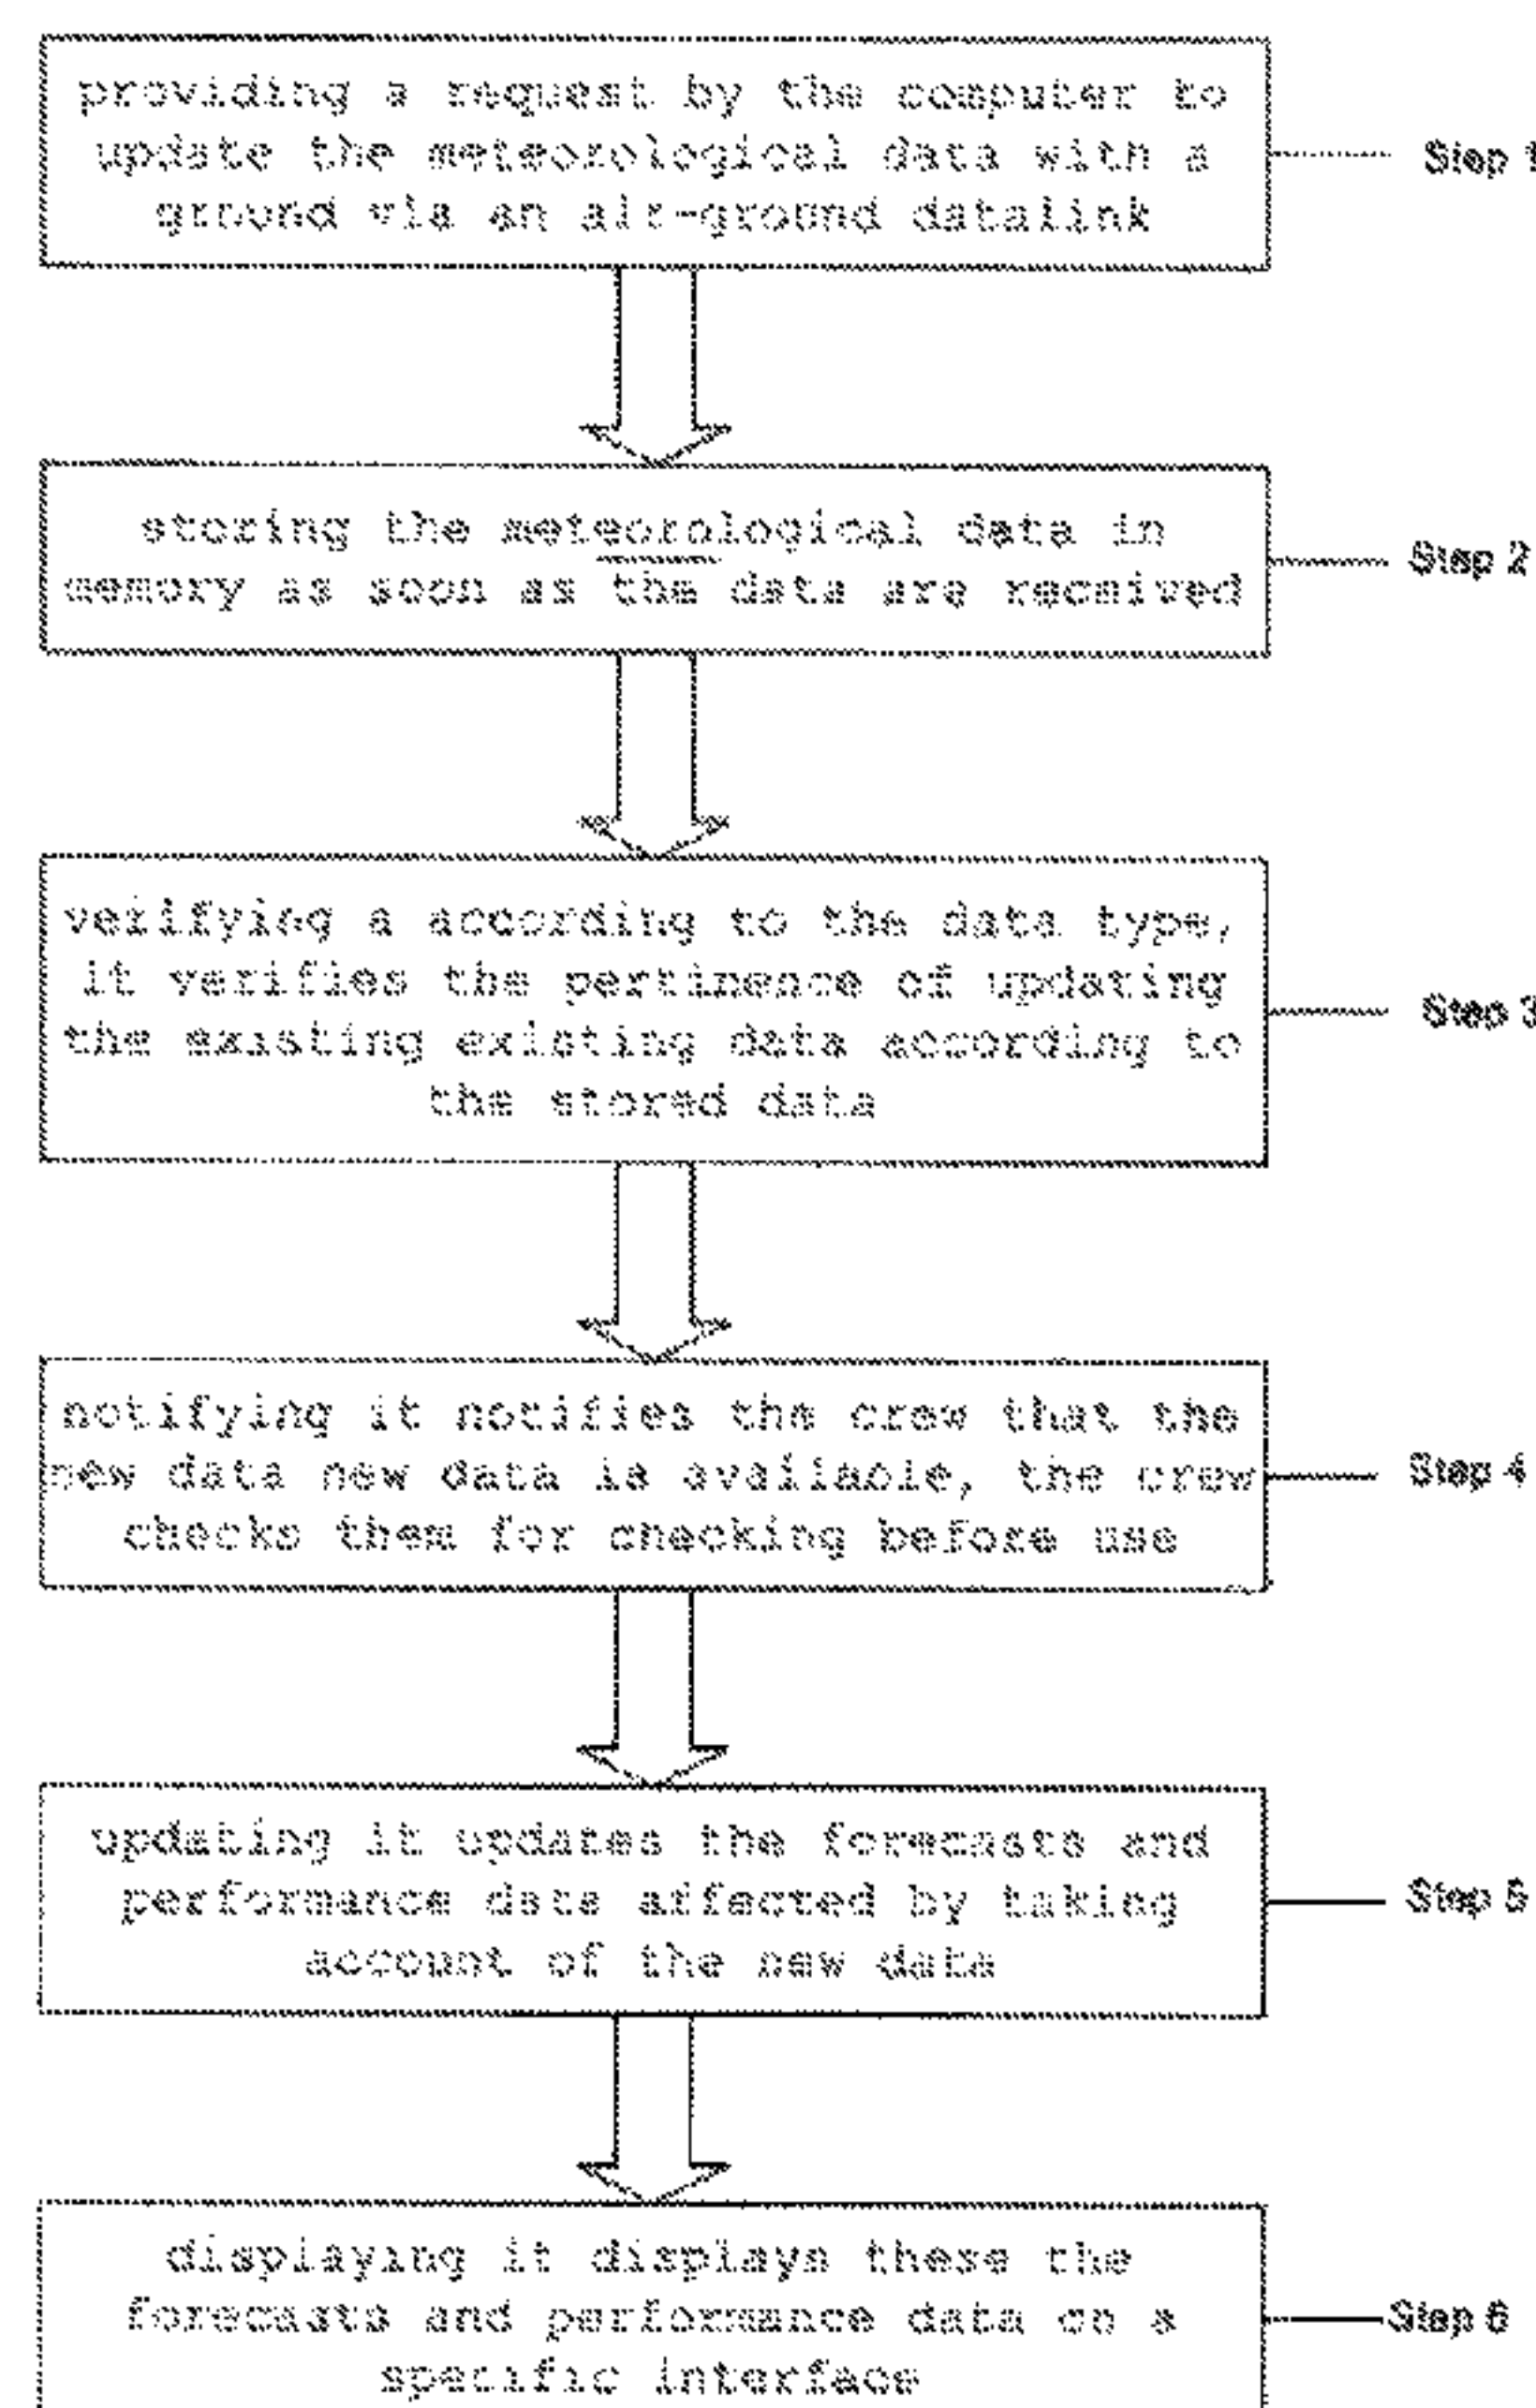 providing a request by the computer to
update the meteorological data with a
ground via an air-ground datalink
Step 1
storing the meteorological data in
memory as soon as the data are received
Step 2
verifying a according to the data type,
it verifies the pertinence of updating
the existing existing data according to
the stored data
Step 3
notifying it notifies the crew that the
new data new data is available, the crew
checks them for checking before use
Step 4
updating it updates the forecasts and
performance data affected by taking
account of the new data
Step 5
displaying it displays these the
forecasts and performance data on a
specific interface
Step 6